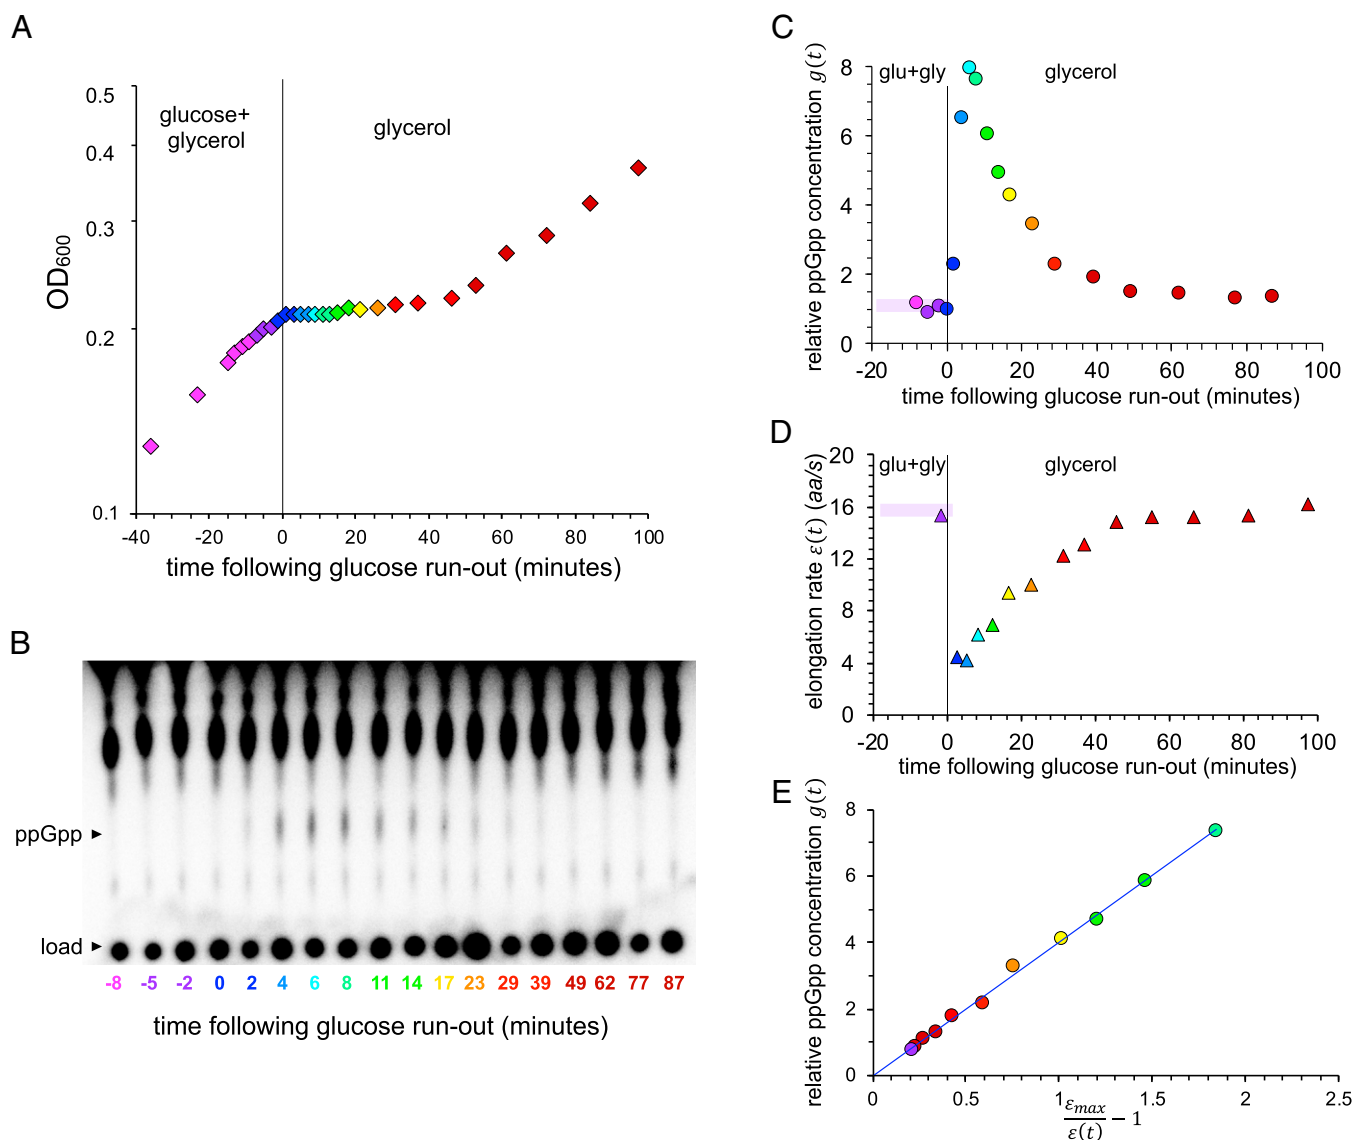 A
0.5
0.4
0.3
0.2
0.1
OD600
glucose+
glycerol
glycerol
-40 -20 0 20 40 60 80 100
time following glucose run-out (minutes)
B
ppGpp
load
-8 -5 -2 0 2 4 6 8 11 14 17 23 29 39 49 62 77 87
time following glucose run-out (minutes)
C
relative ppGpp concentration g(t)
8
6
4
2
0
glu+gly glycerol
-20 0 20 40 60 80 100
time following glucose run-out (minutes)
D
elongation rate ε(t) (aa/s)
20
16
12
8
4
0
glu+gly glycerol
-20 0 20 40 60 80 100
time following glucose run-out (minutes)
E
relative ppGpp concentration g(t)
8
6
4
2
0
0 0.5 1 1.5 2 2.5
εmax/ε(t) − 1